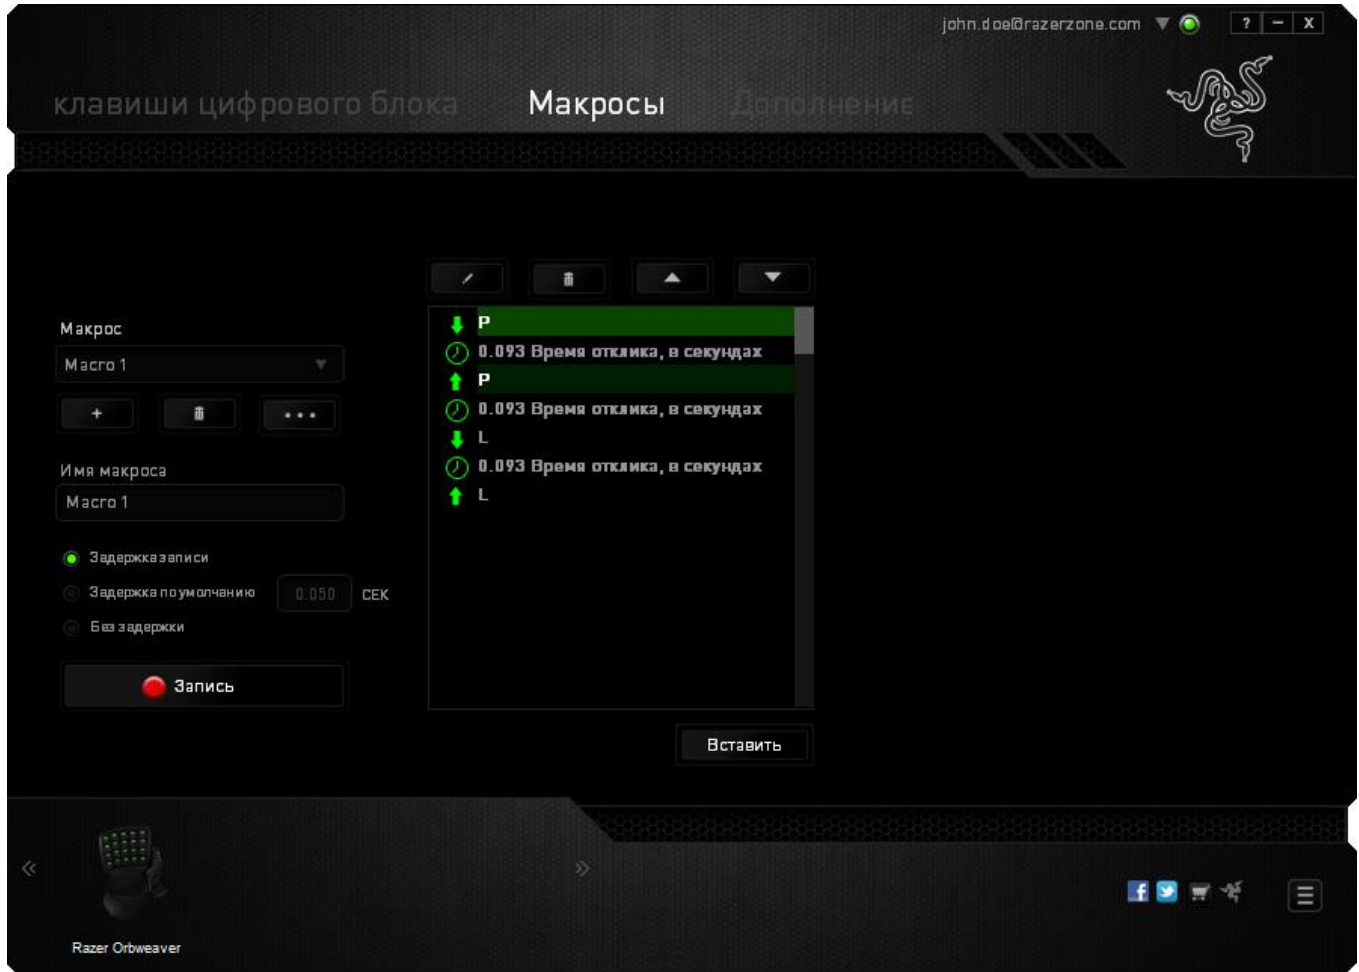 john.doe@razerzone.com ? – X
клавиши цифрового блока Макросы Дополнение
P
Макрос
0.093 Время отклика, в секундах
Macro 1
P
+ •••
0.093 Время отклика, в секундах
L
Имя макроса
0.093 Время отклика, в секундах
Macro 1
L
Задержка записи
Задержка по умолчанию 0.050 СЕК
Без задержки
Запись
Вставить
Razer Orbweaver